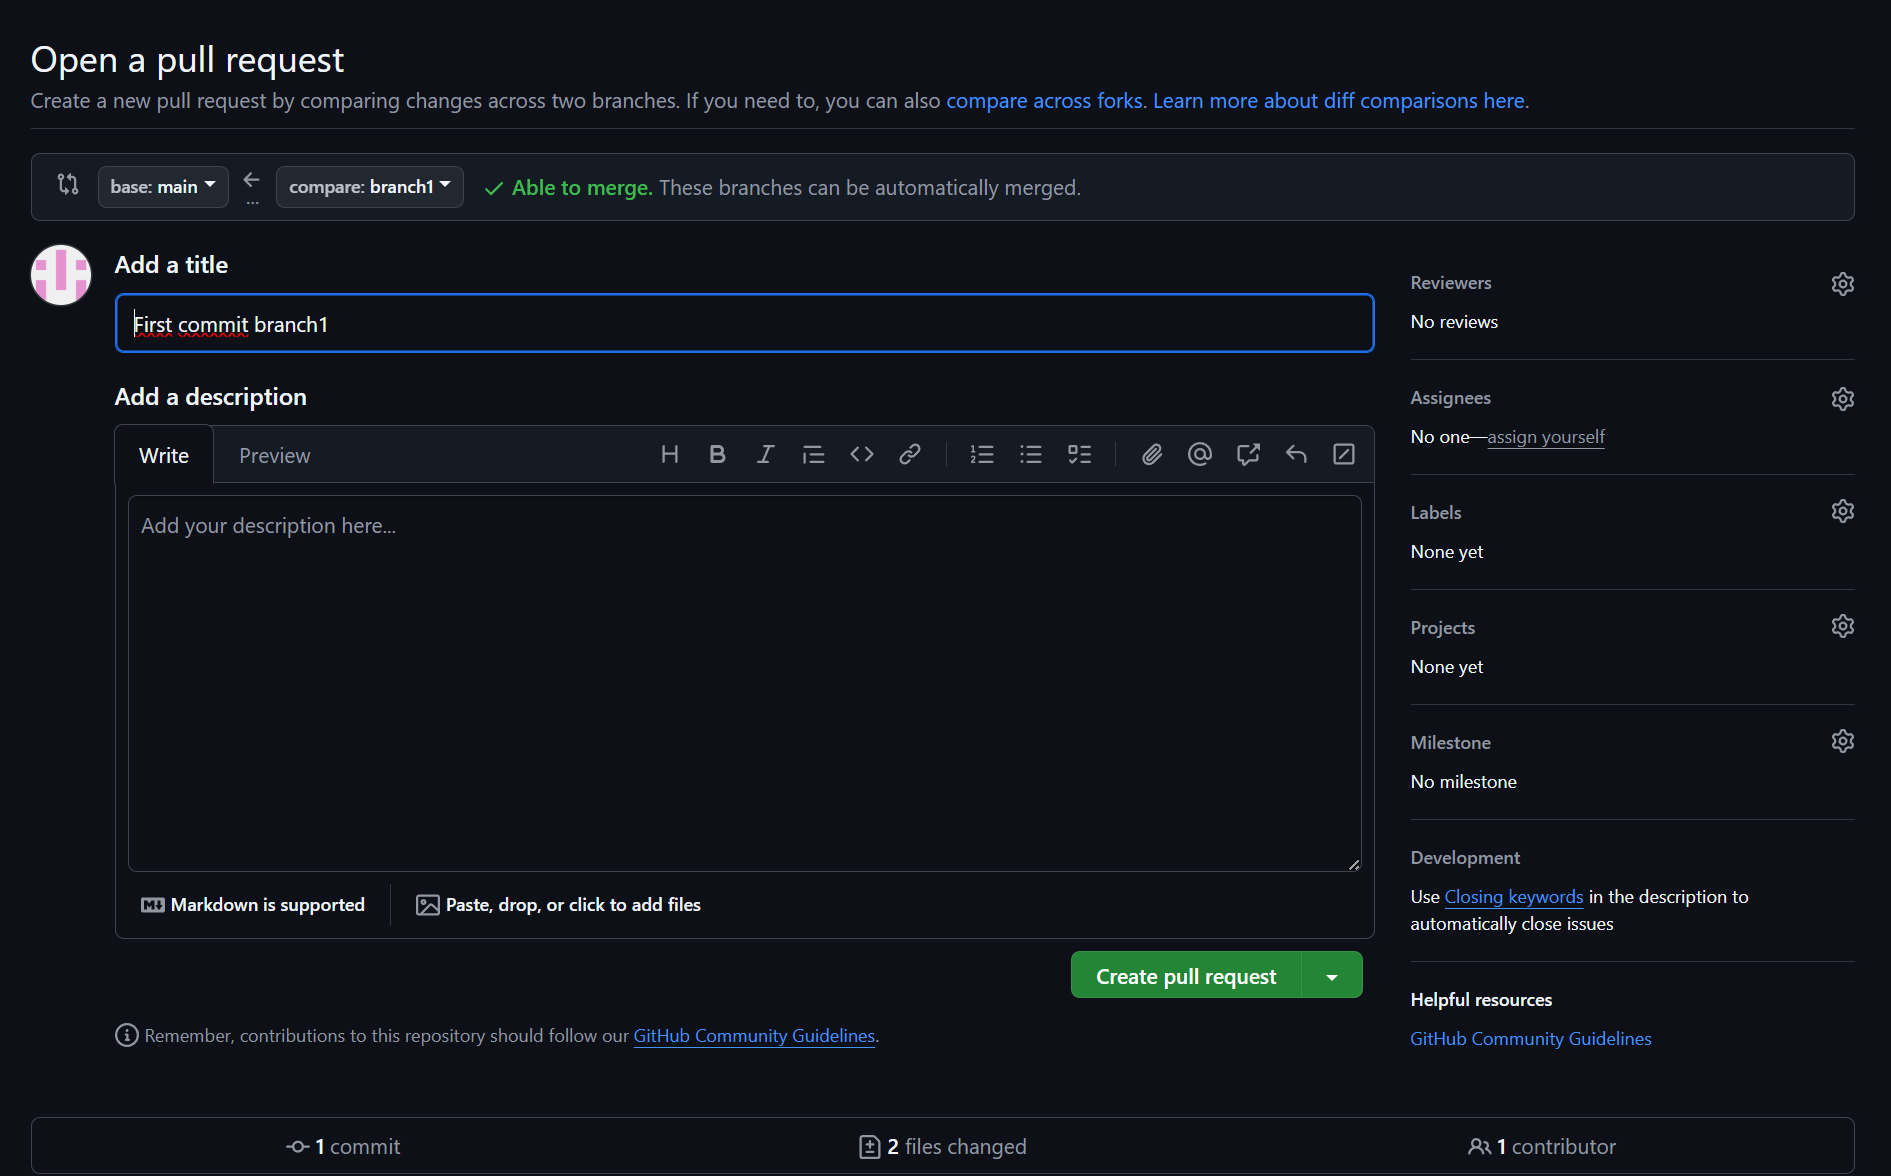 Open a pull request
Create a new pull request by comparing changes across two branches. If you need to, you can also compare across forks. Learn more about diff comparisons here.
base: main
...
compare: branch1
Able to merge. These branches can be automatically merged.
Add a title
First commit branch1
Add a description
Write
Preview
Add your description here...
Markdown is supported
Paste, drop, or click to add files
Create pull request
Remember, contributions to this repository should follow our GitHub Community Guidelines.
Reviewers
No reviews
Assignees
No one—assign yourself
Labels
None yet
Projects
None yet
Milestone
No milestone
Development
Use Closing keywords in the description to
automatically close issues
Helpful resources
GitHub Community Guidelines
1 commit
2 files changed
1 contributor